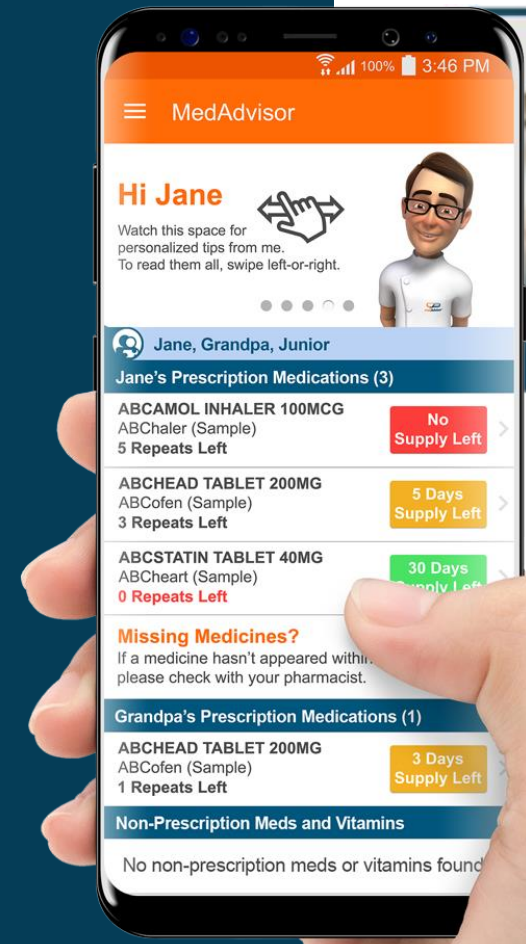 100% 3:46 PM
MedAdvisor
Hi Jane
Watch this space for
personalized tips from me.
To read them all, swipe left-or-right.
Jane, Grandpa, Junior
Jane's Prescription Medications (3)
ABCAMOL INHALER 100MCG
ABChaler (Sample)
5 Repeats Left
No
Supply Left
ABCHEAD TABLET 200MG
ABCofen (Sample)
3 Repeats Left
5 Days
Supply Left
ABCSTATIN TABLET 40MG
ABCheart (Sample)
0 Repeats Left
30 Days
Supply Left
Missing Medicines?
If a medicine hasn't appeared within
please check with your pharmacist.
Grandpa's Prescription Medications (1)
ABCHEAD TABLET 200MG
ABCofen (Sample)
1 Repeats Left
3 Days
Supply Left
Non-Prescription Meds and Vitamins
No non-prescription meds or vitamins found